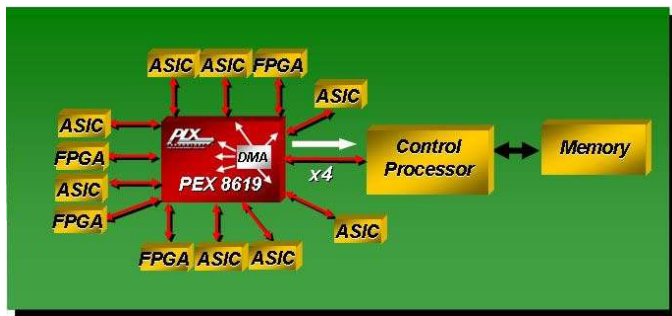 ASIC ASIC FPGA
ASIC
ASIC
FPGA
ASIC
FPGA
PLX
DMA
PEX 8619
x4
Control
Processor
Memory
FPGA ASIC ASIC
ASIC